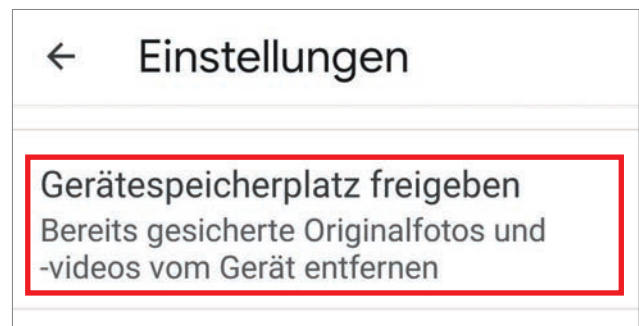 Einstellungen
Gerätespeicherplatz freigeben
Bereits gesicherte Originalfotos und
-videos vom Gerät entfernen